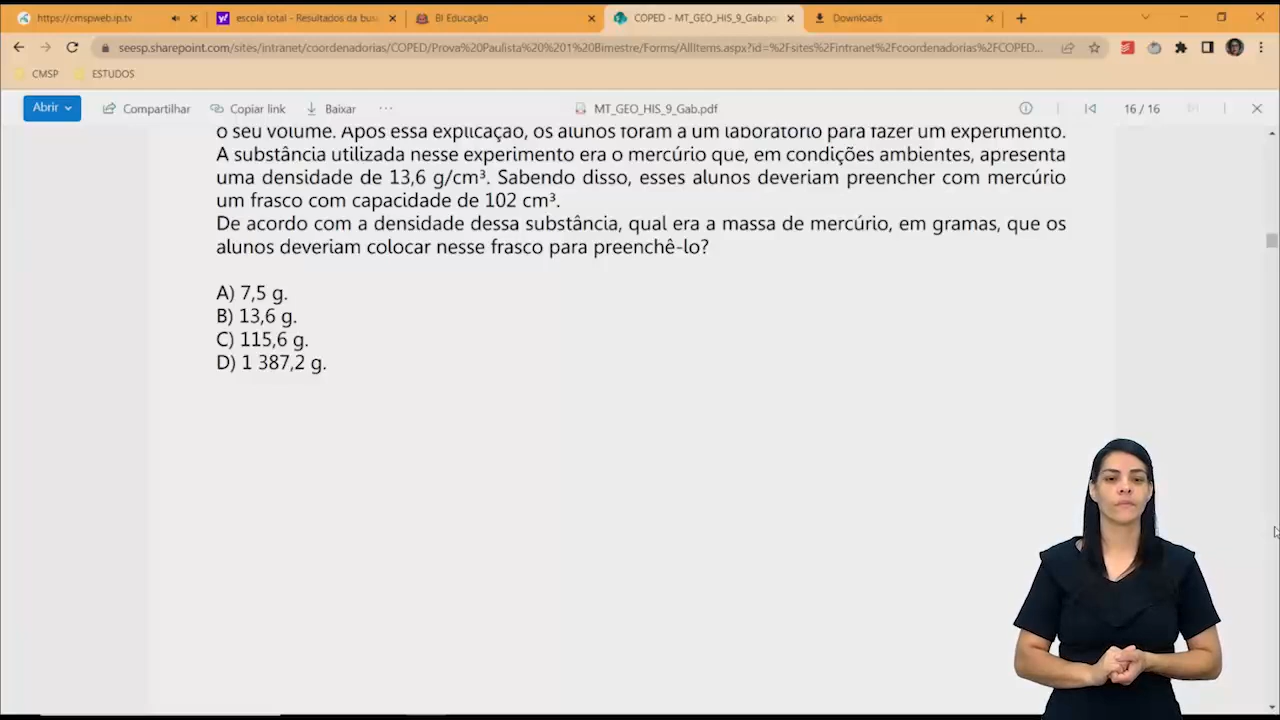 https://cmspweb.ip.tv
escola total - Resultados da bus
BI Educação
COPED - MT_GEO_HIS_9_Gab.pd
Downloads
seesp.sharepoint.com/sites/intranet/coordenadorias/COPED/Prova%20Paulista%20%201%20Bimestre/Forms/AllItems.aspx?id=%2Fsites%2Fintranet%2Fcoordenadorias%2FCOPED...
CMSP ESTUDOS
Abrir Compartilhar Copiar link Baixar ... MT_GEO_HIS_9_Gab.pdf 16/16
o seu volume. Após essa explicação, os alunos foram a um laboratório para fazer um experimento.
A substância utilizada nesse experimento era o mercúrio que, em condições ambientes, apresenta
uma densidade de 13,6 g/cm³. Sabendo disso, esses alunos deveriam preencher com mercúrio
um frasco com capacidade de 102 cm³.
De acordo com a densidade dessa substância, qual era a massa de mercúrio, em gramas, que os
alunos deveriam colocar nesse frasco para preenchê-lo?
A) 7,5 g.
B) 13,6 g.
C) 115,6 g.
D) 1 387,2 g.